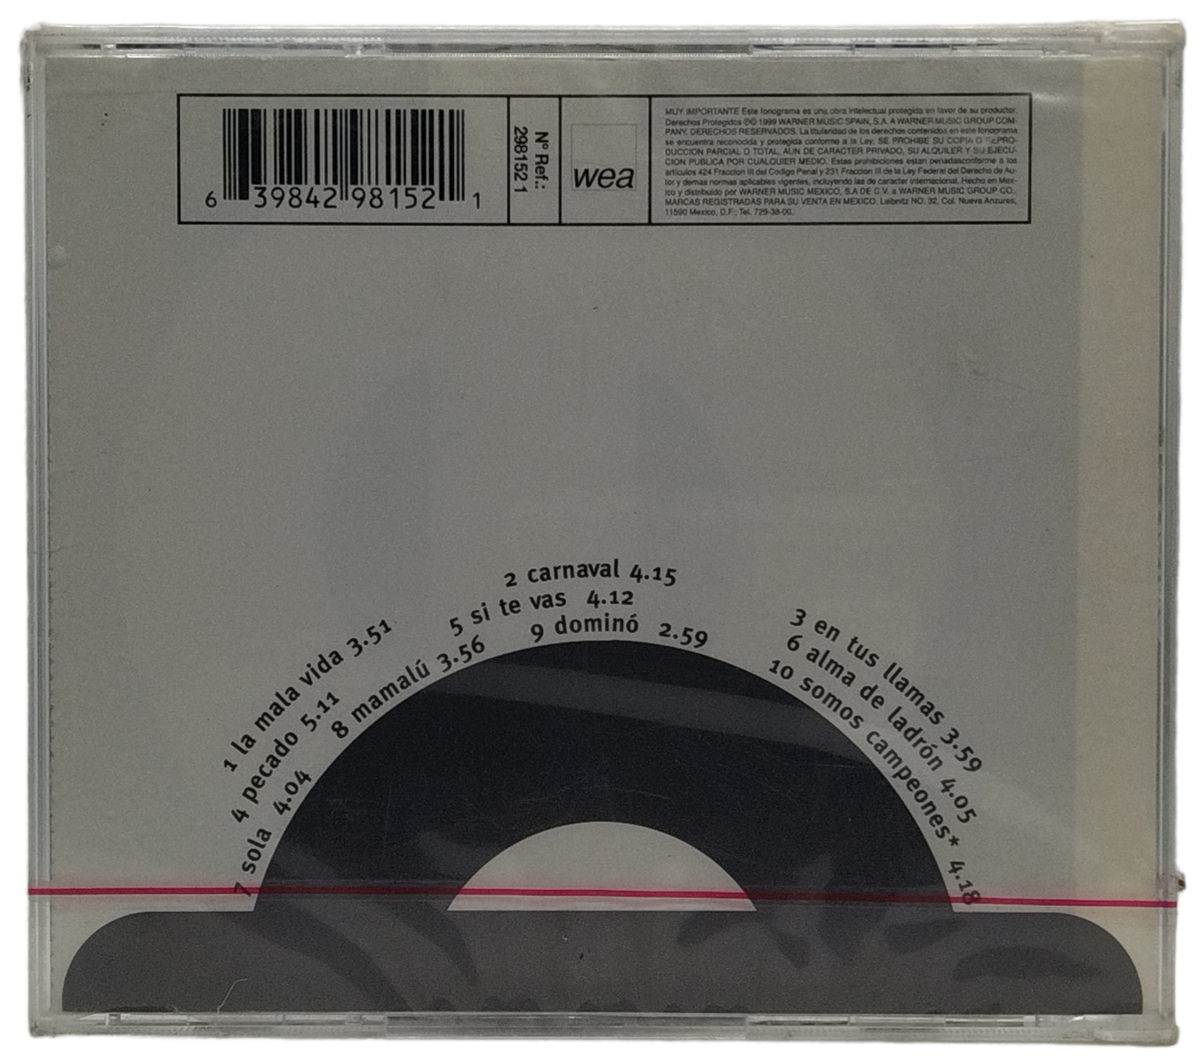 6 39842 98152 1
Nº Ref.:
298152 1
wea
MUY IMPORTANTE Este fonograma es una obra intelectual protegida en favor de su productor.
Derechos Protegidos ℗© 1999 WARNER MUSIC SPAIN, S.A. A WARNER MUSIC GROUP COM-
PANY, DERECHOS RESERVADOS. La titularidad de los derechos contenidos en este fonograma
se encuentra reconocida y protegida conforme a la Ley. SE PROHIBE SU COPIA O REPRO-
DUCCION PARCIAL O TOTAL, AUN DE CARACTER PRIVADO, SU ALQUILER Y SU EJECU-
CION PUBLICA POR CUALQUIER MEDIO. Estas prohibiciones estan penadasconforme a los
artículos 424 Fraccion III del Codigo Penal y 231 Fraccion III de la Ley Federal del Derecho de Au-
tor y demas normas aplicables vigentes, incluyendo las de caracter internacional. Hecho en Mex-
ico y distribuido por WARNER MUSIC MEXICO, S.A DE C.V. a WARNER MUSIC GROUP CO.,
MARCAS REGISTRADAS PARA SU VENTA EN MEXICO. Leibnitz NO. 32, Col. Nueva Anzures,
11590 Mexico, D.F.; Tel. 729-38-00.
1 la mala vida 3.51
2 carnaval 4.15
3 en tus llamas 3.59
4 pecado 5.11
5 si te vas 4.12
6 alma de ladrón 4.05
7 sola 4.04
8 mamalú 3.56
9 dominó 2.59
10 somos campeones* 4.18